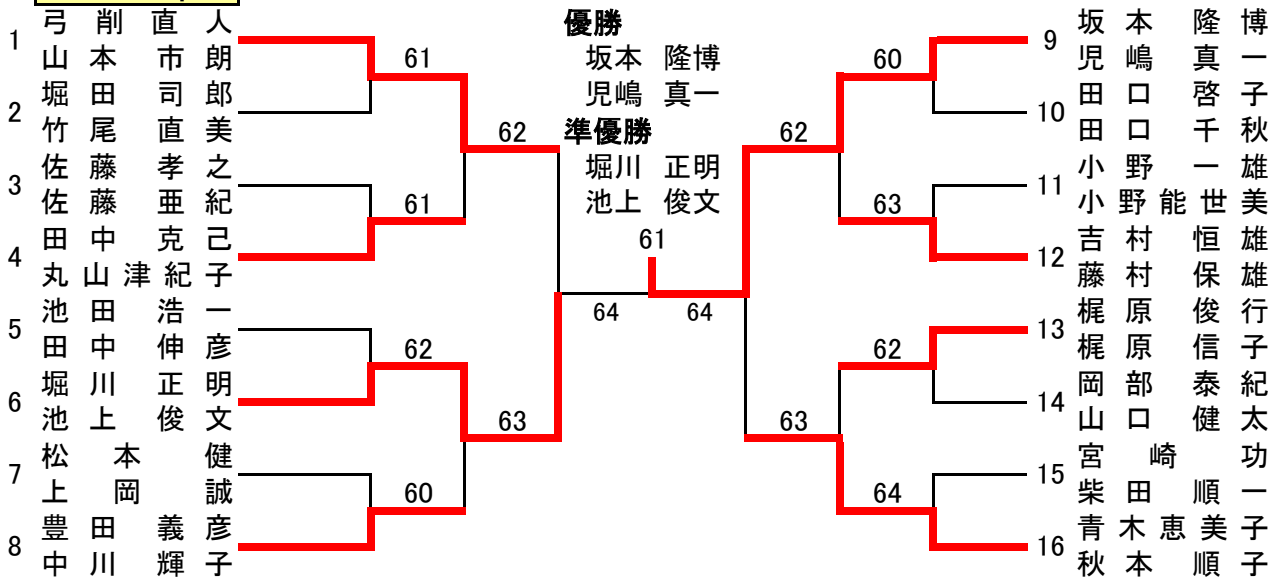 1
弓削直人
山本市朗
2
堀田司郎
竹尾直美
3
佐藤孝之
佐藤亜紀
4
田中克己
丸山津紀子
5
池田浩一
田中伸彦
6
堀川正明
池上俊文
7
松本健
上岡誠
8
豊田義彦
中川輝子
61
61
62
60
62
63
優勝
坂本 隆博
児嶋 真一
準優勝
堀川 正明
池上 俊文
61
64
64
62
63
60
63
62
64
9
坂本隆博
児嶋真一
10
田口啓子
田口千秋
11
小野一雄
小野能世美
12
吉村恒雄
藤村保雄
13
梶原俊行
梶原信子
14
岡部泰紀
山口健太
15
宮崎功
柴田順一
16
青木恵美子
秋本順子